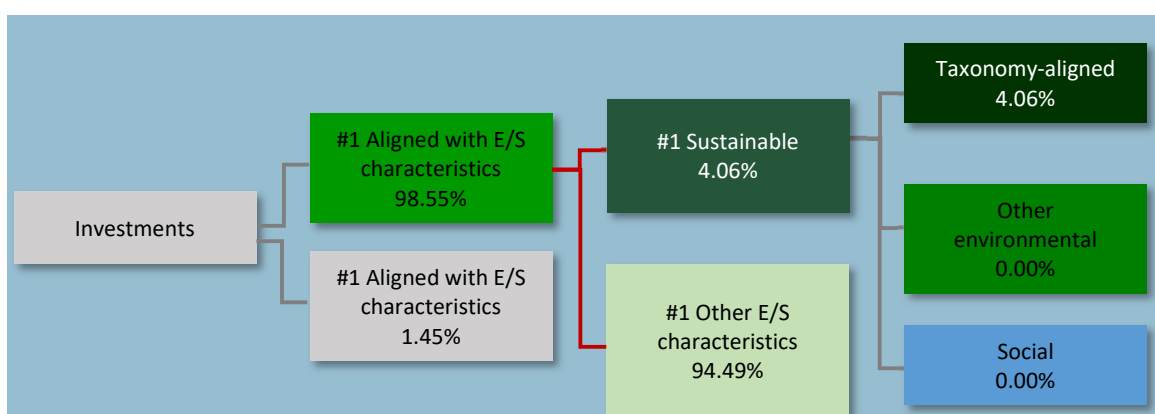 Investments
#1 Aligned with E/S
characteristics
98.55%
#1 Aligned with E/S
characteristics
1.45%
#1 Sustainable
4.06%
#1 Other E/S
characteristics
94.49%
Taxonomy-aligned
4.06%
Other
environmental
0.00%
Social
0.00%